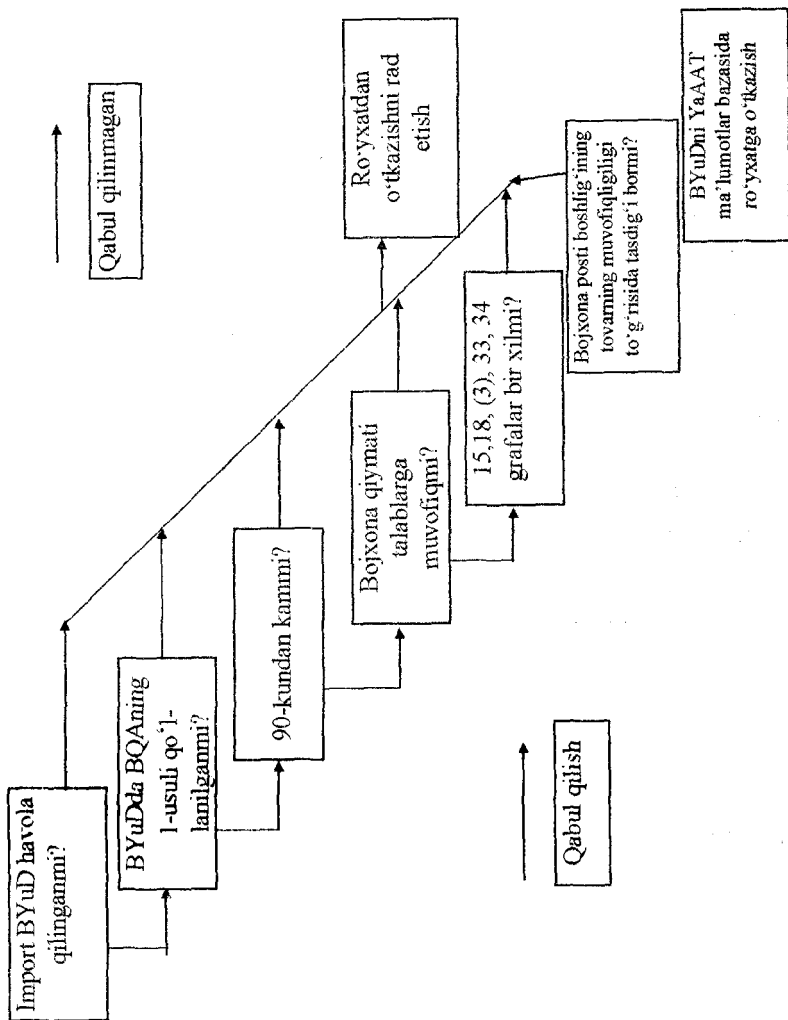 Import BYuD havola
qilinganmi?
BYuDda BQAning
1-usuli qo‘l-
lanilganmi?
90-kundan kammi?
Bojxona qiymati
talablarga
muvofiqmi?
15,18, (3), 33, 34
grafalar bir xilmi?
Bojxona posti boshlig‘ining
tovarning muvofiqligiligi
to‘g‘risida tasdig‘i bormi?
BYuDni YaAAT
ma’lumotlar bazasida
ro‘yxatga o‘tkazish
Ro‘yxatdan
o‘tkazishni rad
etish
Qabul qilinmagan
Qabul qilish